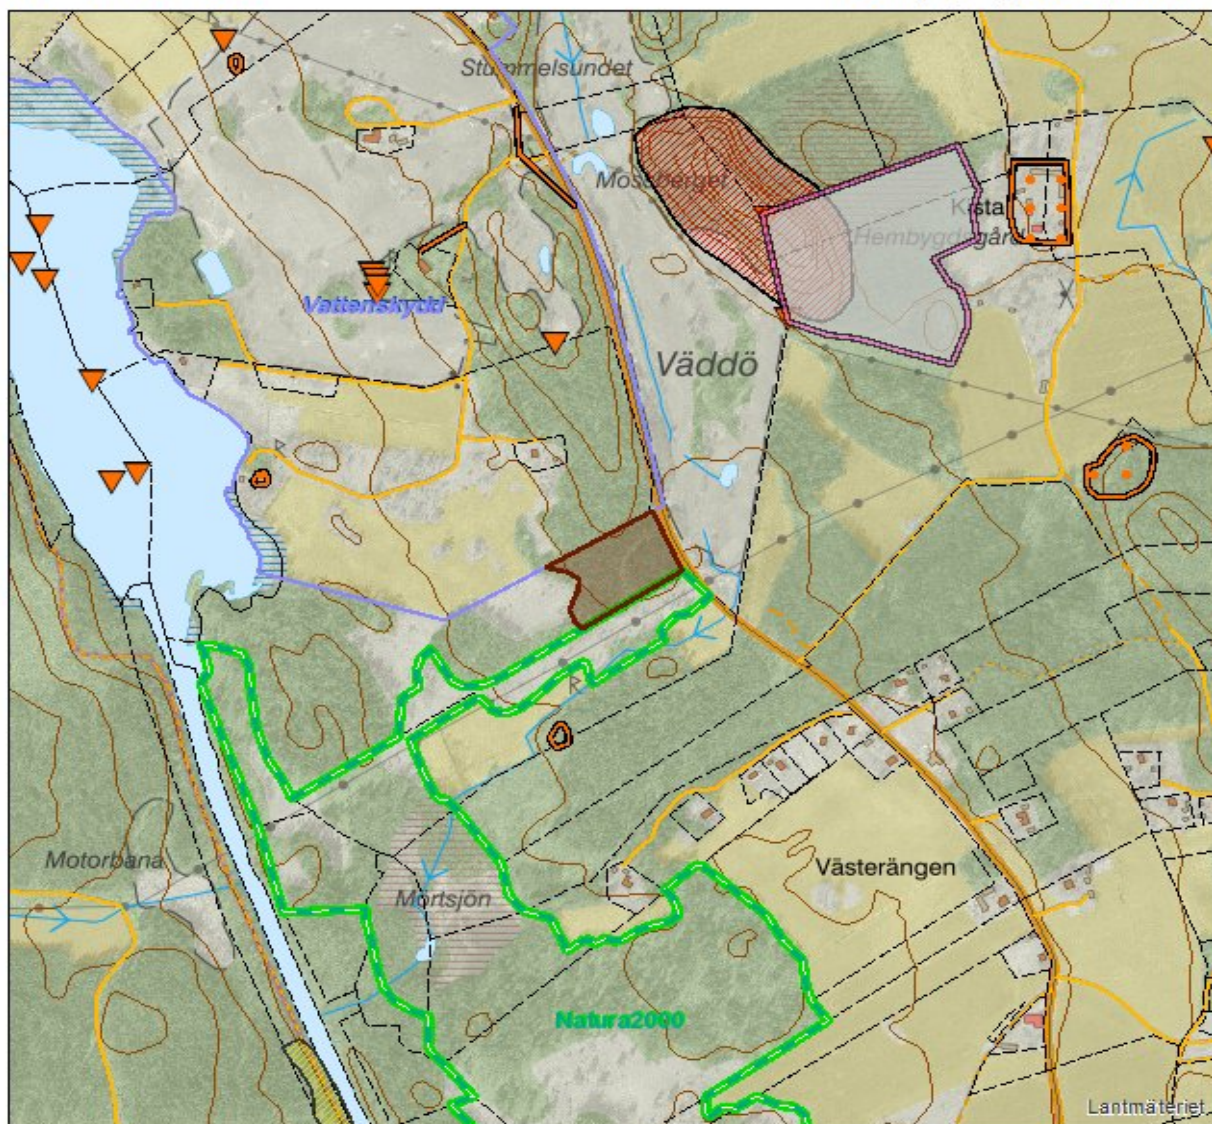 Stummelsundet
Mossberget
Kista
Hembygdsgård
Vattenskydd
Väddö
Västerängen
Motorbana
Mörtsjön
Natura2000
Lantmäteriet